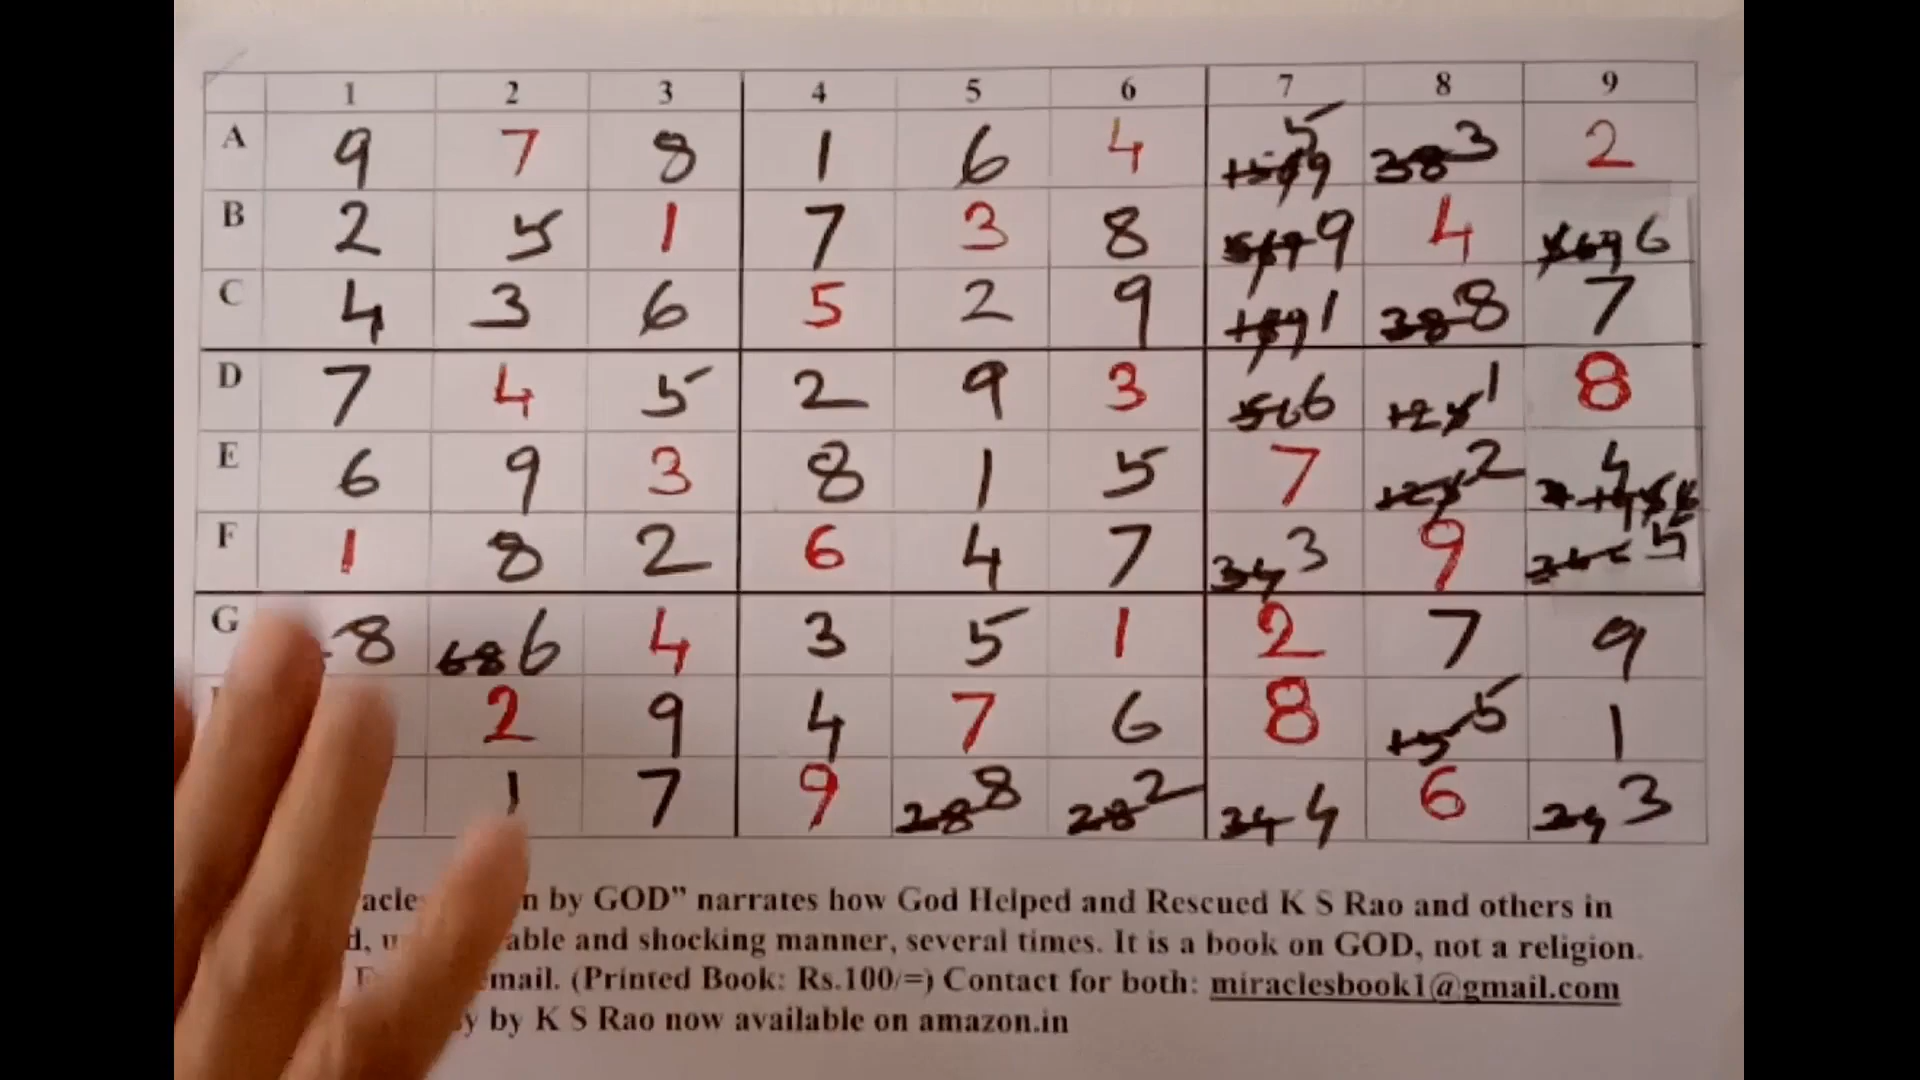 1 2 3 4 5 6 7 8 9
A 9 7 8 1 6 4 5 3 2
B 2 5 1 7 3 8 9 4 6
C 4 3 6 5 2 9 1 8 7
D 7 4 5 2 9 3 6 1 8
E 6 9 3 8 1 5 7 2 4
F 1 8 2 6 4 7 3 9 5
G 8 6 4 3 5 1 2 7 9
2 9 4 7 6 8 5 1
1 7 9 8 2 4 6 3
by GOD” narrates how God Helped and Rescued K S Rao and others in
and shocking manner, several times. It is a book on GOD, not a religion.
email. (Printed Book: Rs.100/=) Contact for both: miraclesbook1@gmail.com
by K S Rao now available on amazon.in